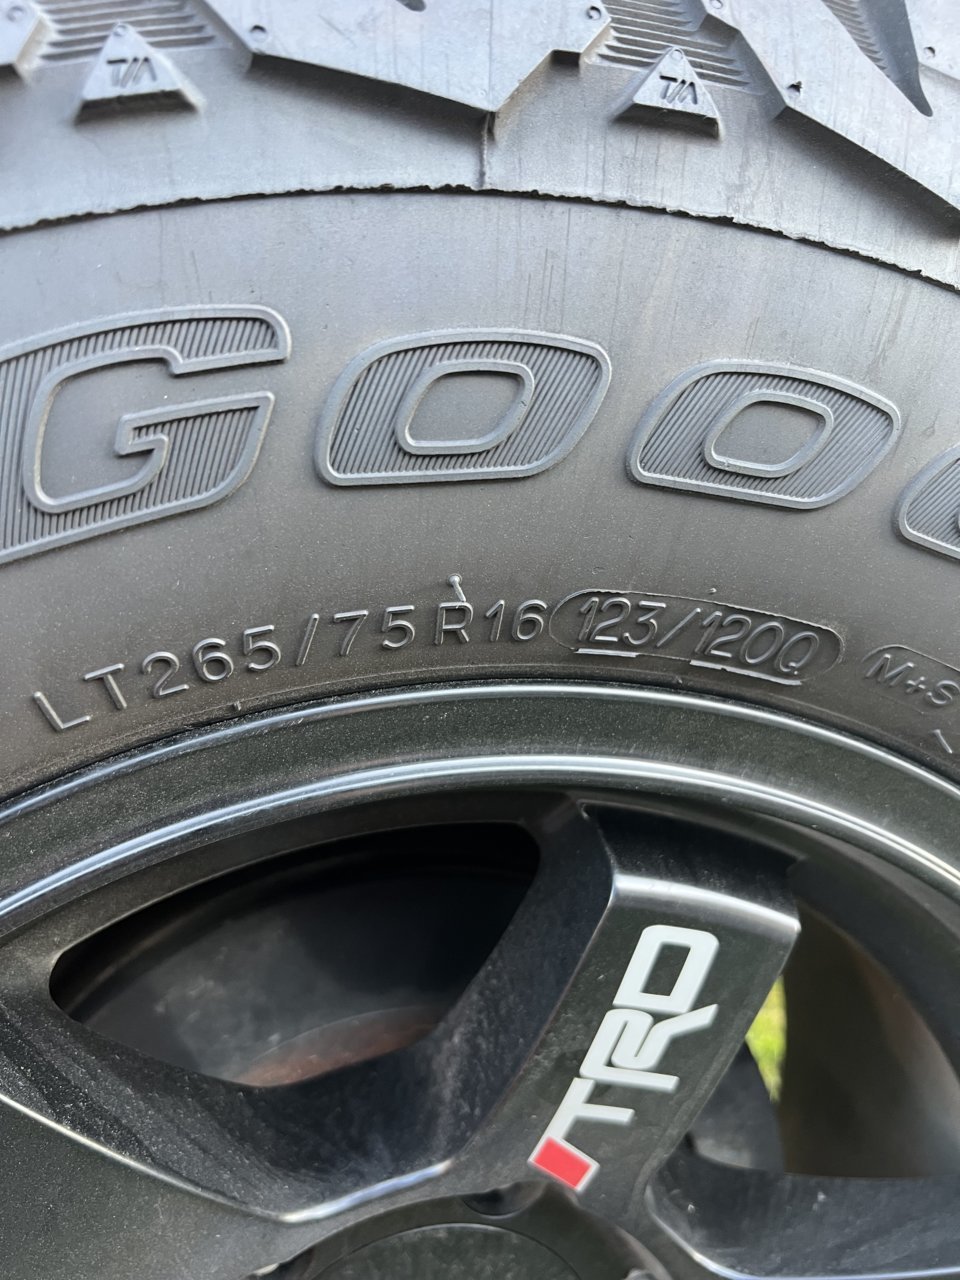 T/A T/A
GOO
LT265/75R16 123/120Q M+S
TRD